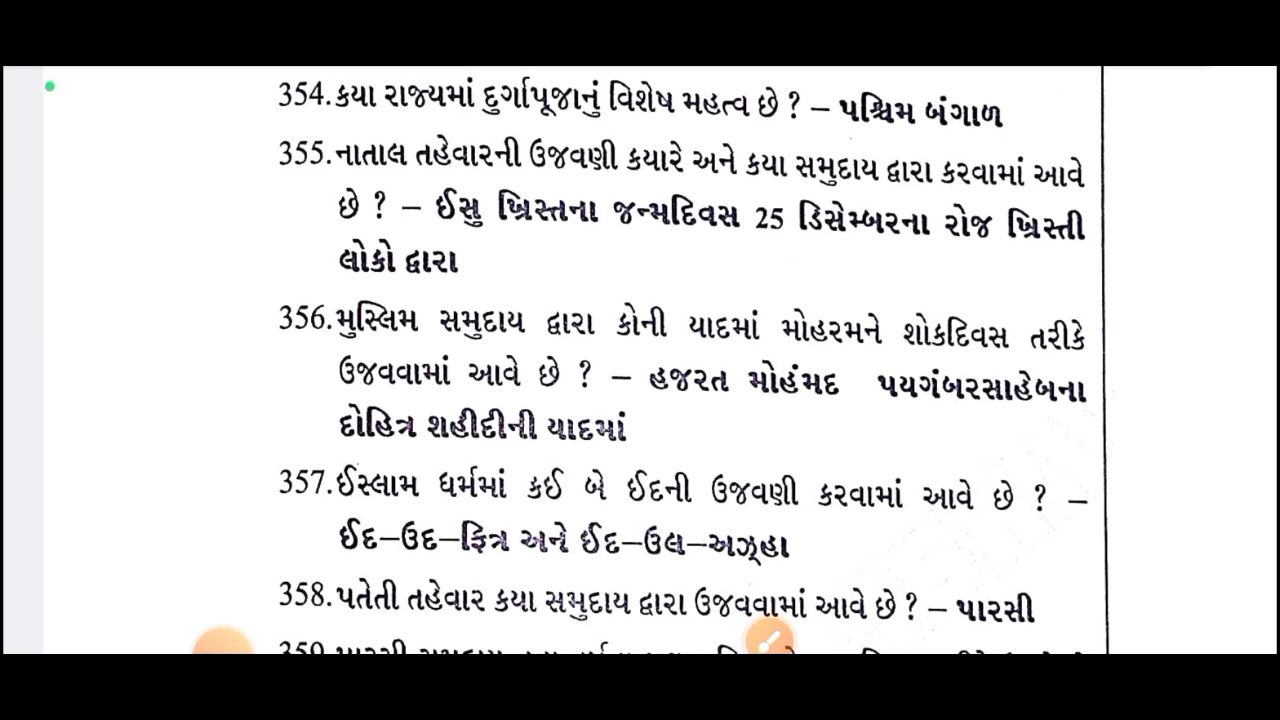 354. કયા રાજ્યમાં દુર્ગાપૂજાનું વિશેષ મહત્વ છે ? – પશ્ચિમ બંગાળ
355. નાતાલ તહેવારની ઉજવણી કયારે અને કયા સમુદાય દ્વારા કરવામાં આવે
છે ? – ઈસુ ખ્રિસ્તના જન્મદિવસ 25 ડિસેમ્બરના રોજ ખ્રિસ્તી
લોકો દ્વારા
356. મુસ્લિમ સમુદાય દ્વારા કોની યાદમાં મોહરમને શોકદિવસ તરીકે
ઉજવવામાં આવે છે ? – હજરત મોહંમદ પયગંબરસાહેબના
દોહિત્ર શહીદીની યાદમાં
357. ઈસ્લામ ધર્મમાં કઈ બે ઈદની ઉજવણી કરવામાં આવે છે ? –
ઈદ–ઉદ–ફિત્ર અને ઈદ–ઉલ–અઝ્હા
358. પતેતી તહેવાર કયા સમુદાય દ્વારા ઉજવવામાં આવે છે ? – પારસી